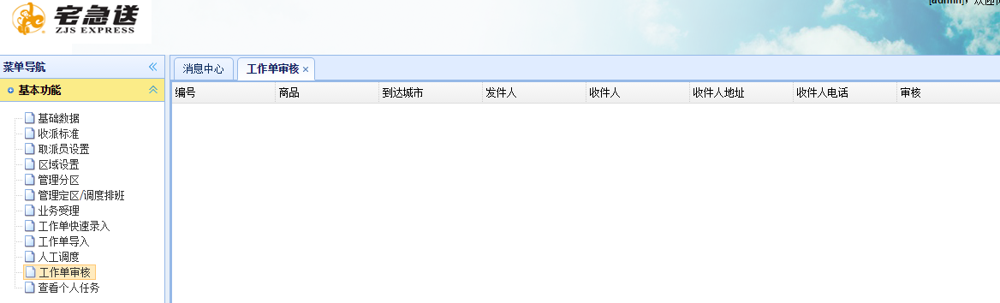 宅急送
ZJS EXPRESS
[admin]，欢迎
菜单导航
基本功能
基础数据
收派标准
取派员设置
区域设置
管理分区
管理定区/调度排班
业务受理
工作单快速录入
工作单导入
人工调度
工作单审核
查看个人任务
消息中心 工作单审核
编号 商品 到达城市 发件人 收件人 收件人地址 收件人电话 审核